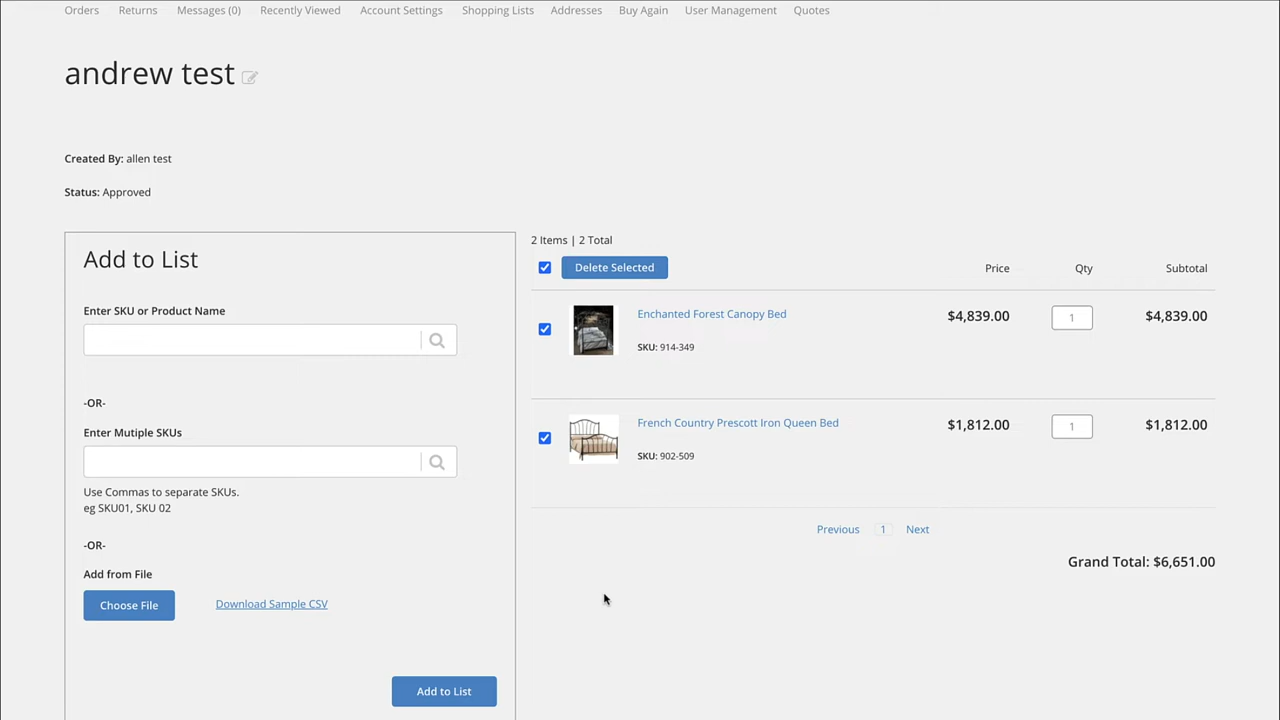 Orders Returns Messages (0) Recently Viewed Account Settings Shopping Lists Addresses Buy Again User Management Quotes
andrew test
Created By: allen test
Status: Approved
Add to List
Enter SKU or Product Name
-OR-
Enter Mutiple SKUs
Use Commas to separate SKUs.
eg SKU01, SKU 02
-OR-
Add from File
Choose File Download Sample CSV
Add to List
2 Items | 2 Total
Delete Selected Price Qty Subtotal
Enchanted Forest Canopy Bed $4,839.00 1 $4,839.00
SKU: 914-349
French Country Prescott Iron Queen Bed $1,812.00 1 $1,812.00
SKU: 902-509
Previous 1 Next
Grand Total: $6,651.00